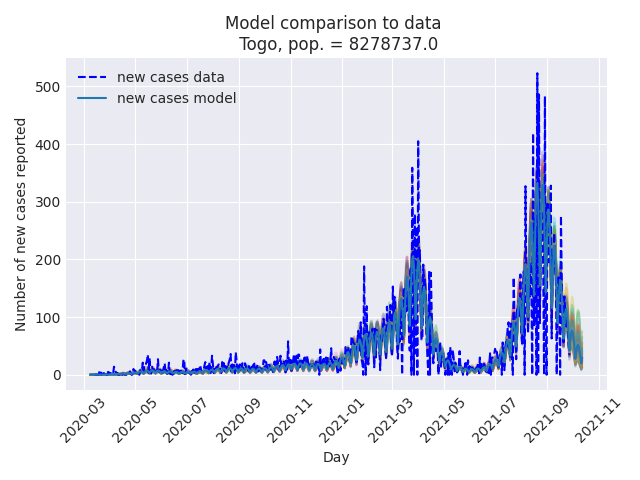 Model comparison to data
Togo, pop. = 8278737.0
new cases data
new cases model
Number of new cases reported
500
400
300
200
100
0
2020-03
2020-05
2020-07
2020-09
2020-11
2021-01
2021-03
2021-05
2021-07
2021-09
2021-11
Day